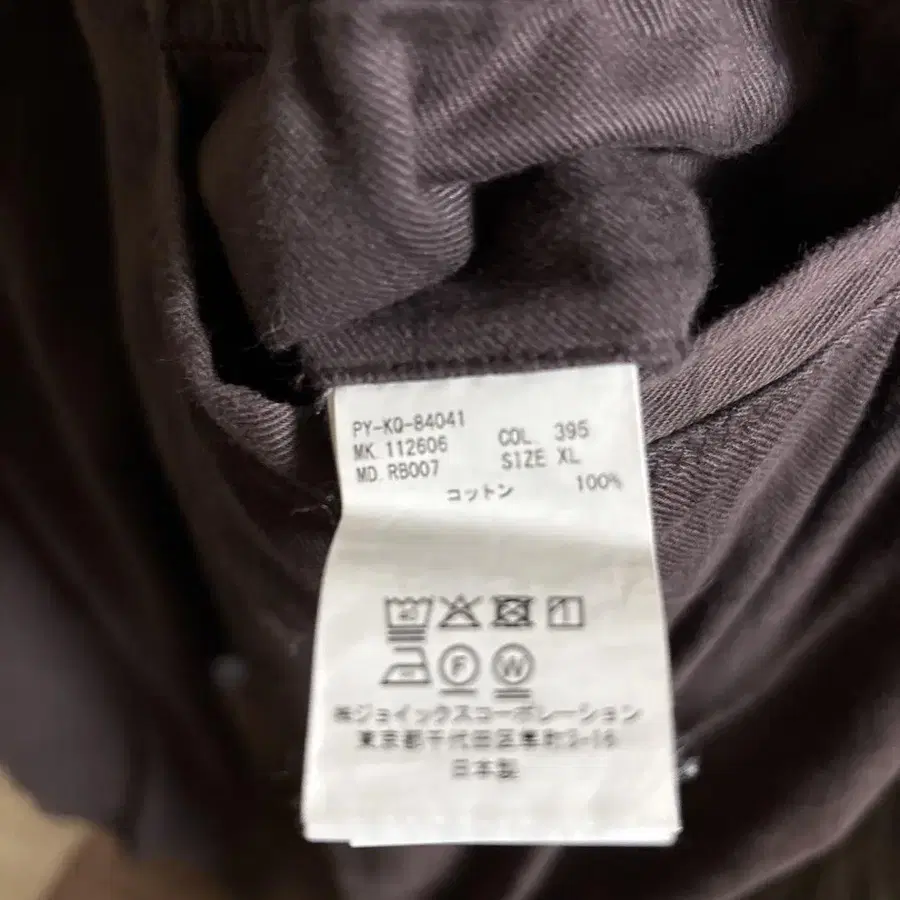 PY-KQ-84041
MK. 112606 COL. 395
MD. RB007 SIZE XL
コットン 100%
40
F W
㈱ジョイックスコーポレーション
東京都千代田区麹町3-16
日本製